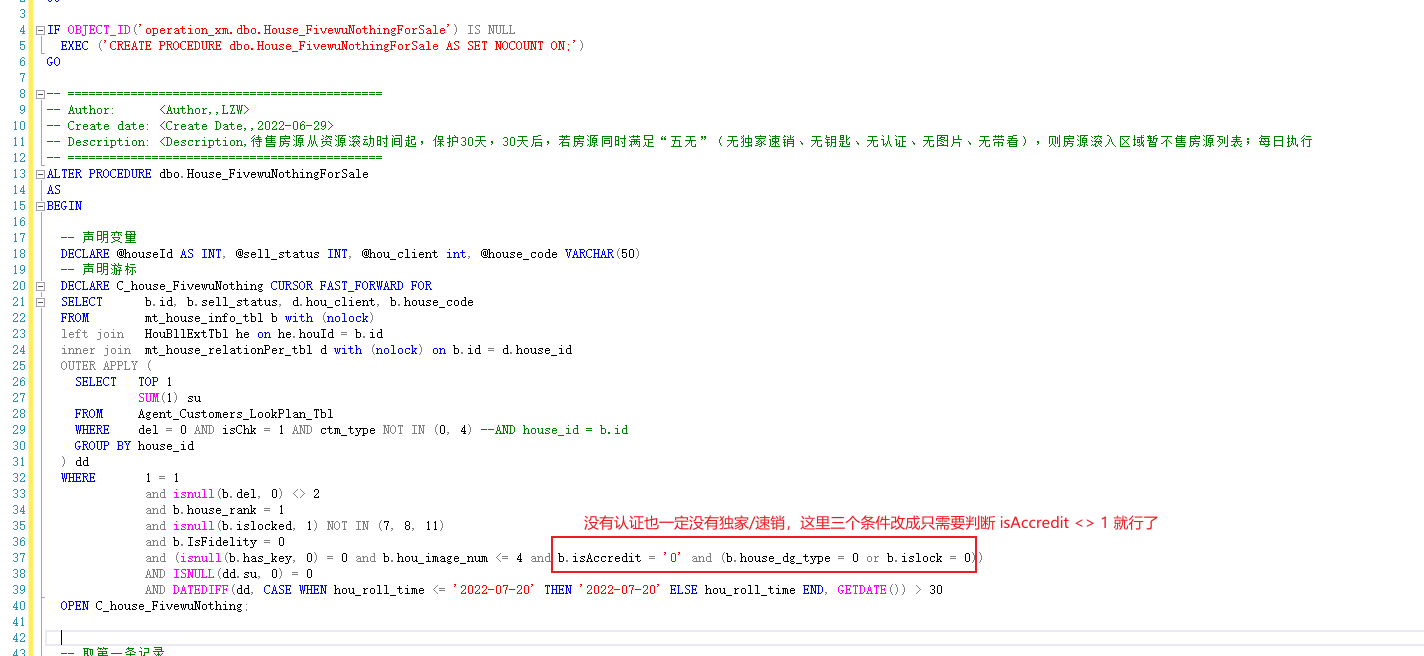 3
4 IF OBJECT_ID('operation_xm.dbo.House_FivewuNothingForSale') IS NULL
5 EXEC ('CREATE PROCEDURE dbo.House_FivewuNothingForSale AS SET NOCOUNT ON;')
6 GO
7
8 -- =============================================
9 -- Author: <Author,,LZW>
10 -- Create date: <Create Date,,2022-06-29>
11 -- Description: <Description,待售房源从资源滚动时间起，保护30天，30天后，若房源同时满足“五无”（无独家速销、无钥匙、无认证、无图片、无带看），则房源滚入区域暂不售房源列表；每日执行
12 -- =============================================
13 ALTER PROCEDURE dbo.House_FivewuNothingForSale
14 AS
15 BEGIN
16
17 -- 声明变量
18 DECLARE @houseId AS INT, @sell_status INT, @hou_client int, @house_code VARCHAR(50)
19 -- 声明游标
20 DECLARE C_house_FivewuNothing CURSOR FAST_FORWARD FOR
21 SELECT b.id, b.sell_status, d.hou_client, b.house_code
22 FROM mt_house_info_tbl b with (nolock)
23 left join HouBllExtTbl he on he.houId = b.id
24 inner join mt_house_relationPer_tbl d with (nolock) on b.id = d.house_id
25 OUTER APPLY (
26 SELECT TOP 1
27 SUM(1) su
28 FROM Agent_Customers_LookPlan_Tbl
29 WHERE del = 0 AND isChk = 1 AND ctm_type NOT IN (0, 4) --AND house_id = b.id
30 GROUP BY house_id
31 ) dd
32 WHERE 1 = 1
33 and isnull(b.del, 0) <> 2
34 and b.house_rank = 1
35 and isnull(b.islocked, 1) NOT IN (7, 8, 11)
没有认证也一定没有独家/速销，这里三个条件改成只需要判断 isAccredit <> 1 就行了
36 and b.IsFidelity = 0
37 and (isnull(b.has_key, 0) = 0 and b.hou_image_num <= 4 and b.isAccredit = '0' and (b.house_dg_type = 0 or b.islock = 0))
38 AND ISNULL(dd.su, 0) = 0
39 AND DATEDIFF(dd, CASE WHEN hou_roll_time <= '2022-07-20' THEN '2022-07-20' ELSE hou_roll_time END, GETDATE()) > 30
40 OPEN C_house_FivewuNothing;
41
42
43 -- 取第一条记录